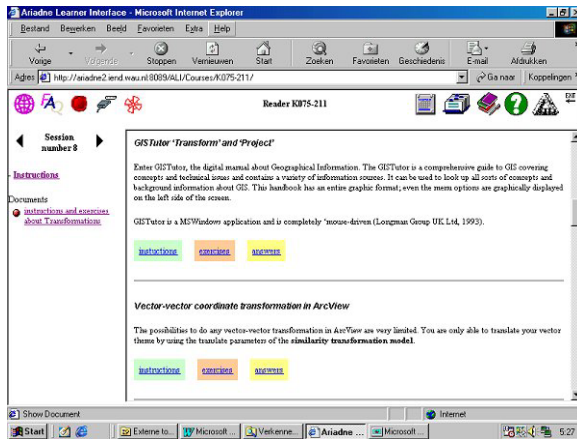 Ariadne Learner Interface - Microsoft Internet Explorer
Bestand Bewerken Beeld Favorieten Extra Help
Vorige Volgende Stoppen Vernieuwen Start Zoeken Favorieten Geschiedenis E-mail Afdrukken
Adres http://ariadne2.iend.wau.nl:8089/ALI/Courses/K075-211/ Ga naar Koppelingen
FAQ Reader K075-211 EXIT
Session
number 8
- Instructions
Documents
instructions and exercises
about Transformations
GISTutor 'Transform' and 'Project'
Enter GISTutor, the digital manual about Geographical Information. The GISTutor is a comprehensive guide to GIS covering
concepts and technical issues and contains a variety of information sources. It can be used to look up all sorts of concepts and
background information about GIS. This handbook has an entire graphic format; even the menu options are graphically displayed
on the left side of the screen.
GISTutor is a MSWindows application and is completely 'mouse-driven (Longman Group UK Ltd, 1993).
instructions exercises answers
Vector-vector coordinate transformation in ArcView
The possibilities to do any vector-vector transformation in ArcView are very limited. You are only able to translate your vector
theme by using the translate parameters of the similarity transformation model.
instructions exercises answers
Show Document Internet
Start Externe to... Microsoft ... Verkenne... Ariadne ... Microsoft... 5:27